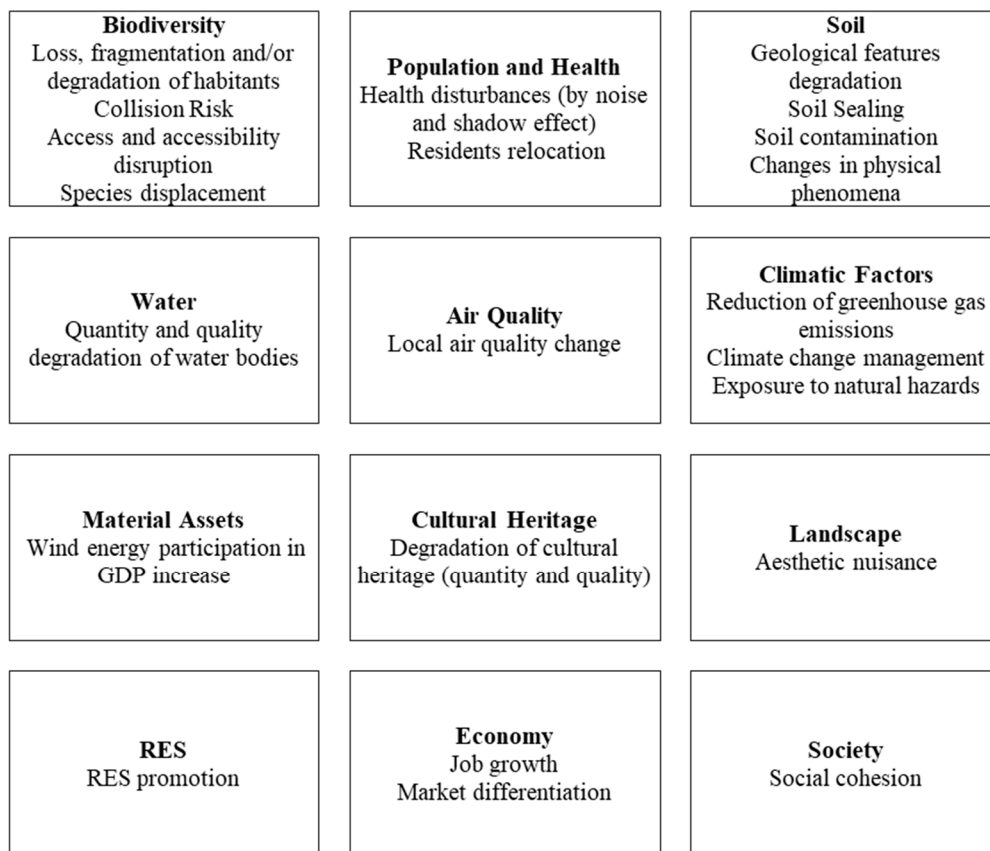 Biodiversity
Loss, fragmentation and/or
degradation of habitants
Collision Risk
Access and accessibility
disruption
Species displacement
Population and Health
Health disturbances (by noise
and shadow effect)
Residents relocation
Soil
Geological features
degradation
Soil Sealing
Soil contamination
Changes in physical
phenomena
Water
Quantity and quality
degradation of water bodies
Air Quality
Local air quality change
Climatic Factors
Reduction of greenhouse gas
emissions
Climate change management
Exposure to natural hazards
Material Assets
Wind energy participation in
GDP increase
Cultural Heritage
Degradation of cultural
heritage (quantity and quality)
Landscape
Aesthetic nuisance
RES
RES promotion
Economy
Job growth
Market differentiation
Society
Social cohesion